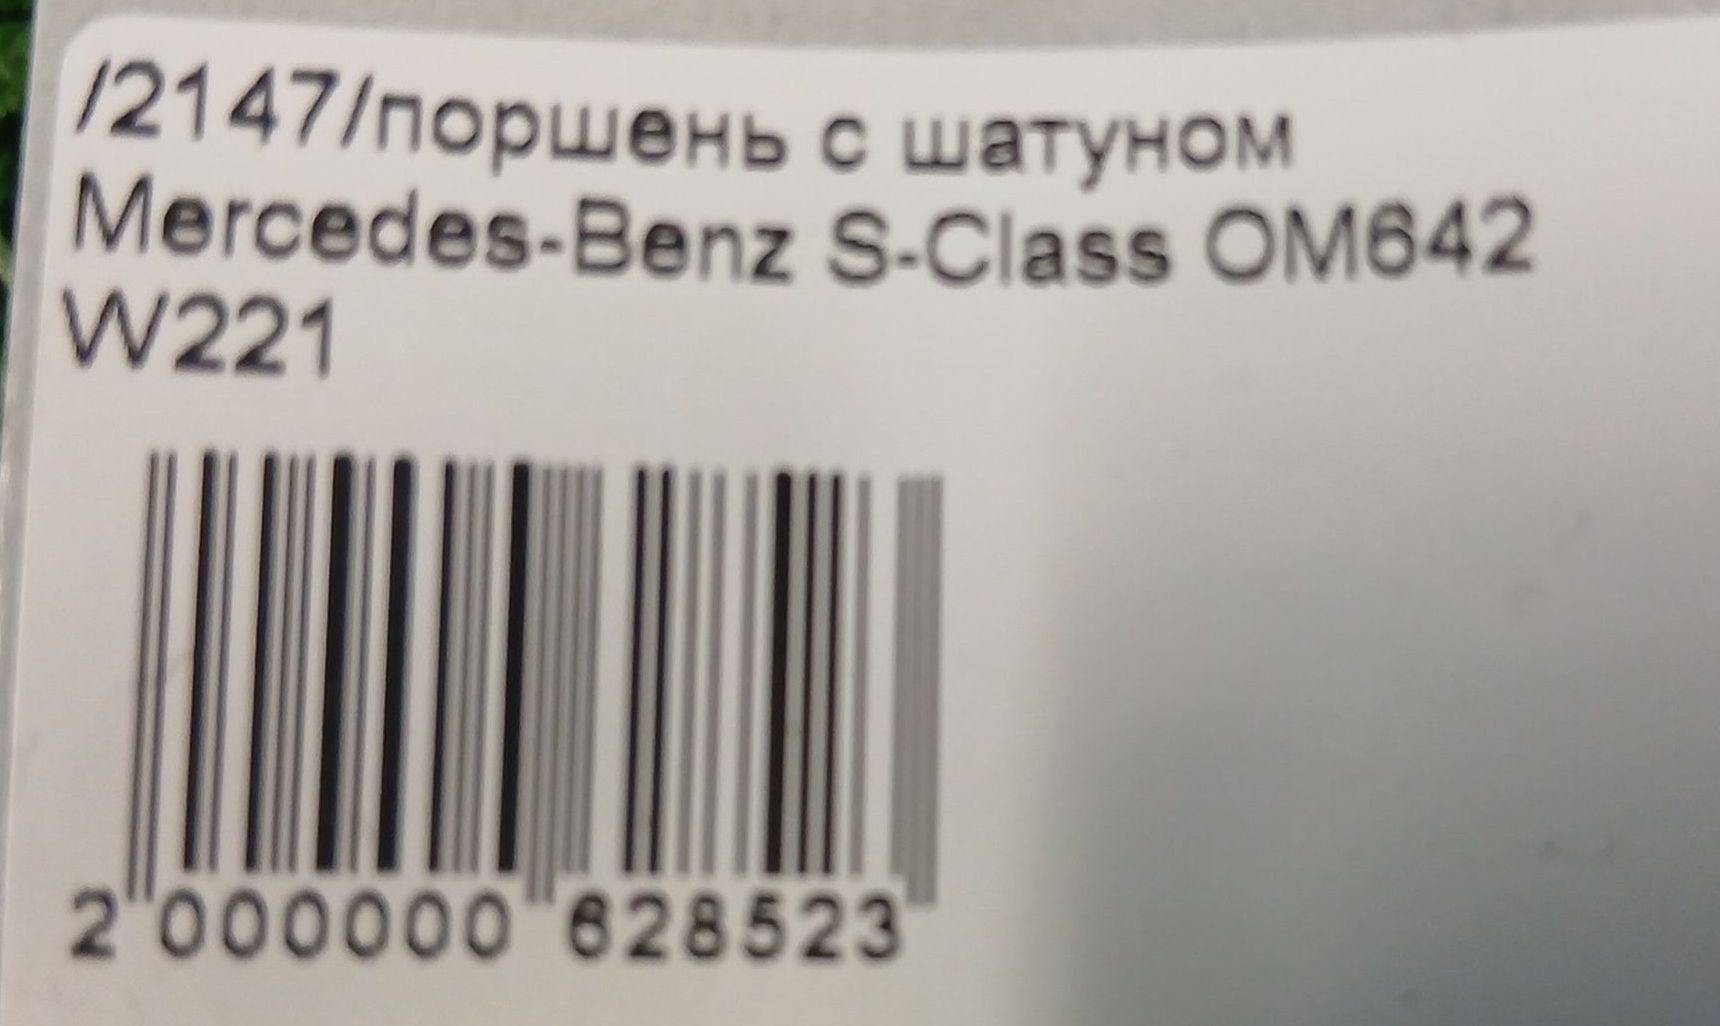 /2147/поршень с шатуном
Mercedes-Benz S-Class OM642
W221
2 000000 628523